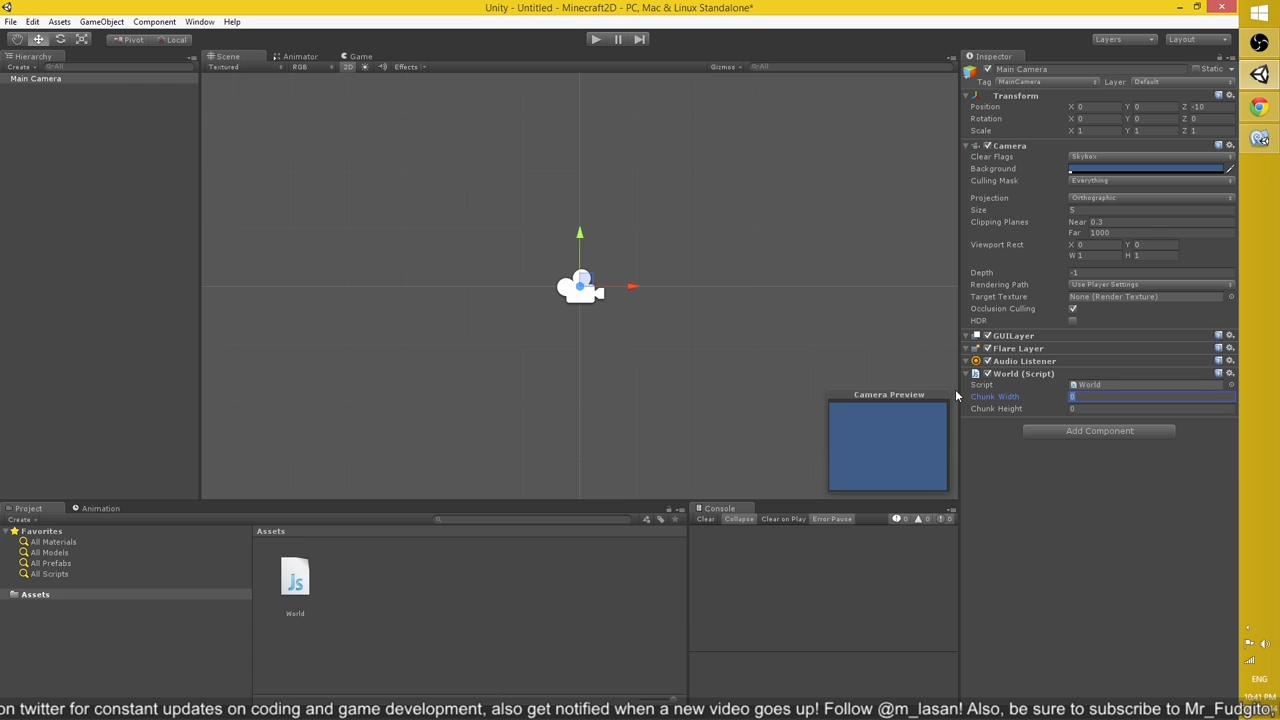 Unity - Untitled - Minecraft2D - PC, Mac & Linux Standalone*
File Edit Assets GameObject Component Window Help
Pivot Local Layers Layout
Hierarchy
Create All
Main Camera
Scene Animator Game
Textured RGB 2D Effects Gizmos All
Camera Preview
Inspector
Main Camera Static
Tag MainCamera Layer Default
Transform
Position X 0 Y 0 Z -10
Rotation X 0 Y 0 Z 0
Scale X 1 Y 1 Z 1
Camera
Clear Flags Skybox
Background
Culling Mask Everything
Projection Orthographic
Size 5
Clipping Planes Near 0.3
Far 1000
Viewport Rect X 0 Y 0
W 1 H 1
Depth -1
Rendering Path Use Player Settings
Target Texture None (Render Texture)
Occlusion Culling
HDR
GUILayer
Flare Layer
Audio Listener
World (Script)
Script World
Chunk Width 0
Chunk Height 0
Add Component
Project Animation
Create
Favorites
All Materials
All Models
All Prefabs
All Scripts
Assets
Assets
Js
World
Console
Clear Collapse Clear on Play Error Pause 0 0 0
ENG
10:41 PM
on twitter for constant updates on coding and game development, also get notified when a new video goes up! Follow @m_lasan! Also, be sure to subscribe to Mr_Fudgito,